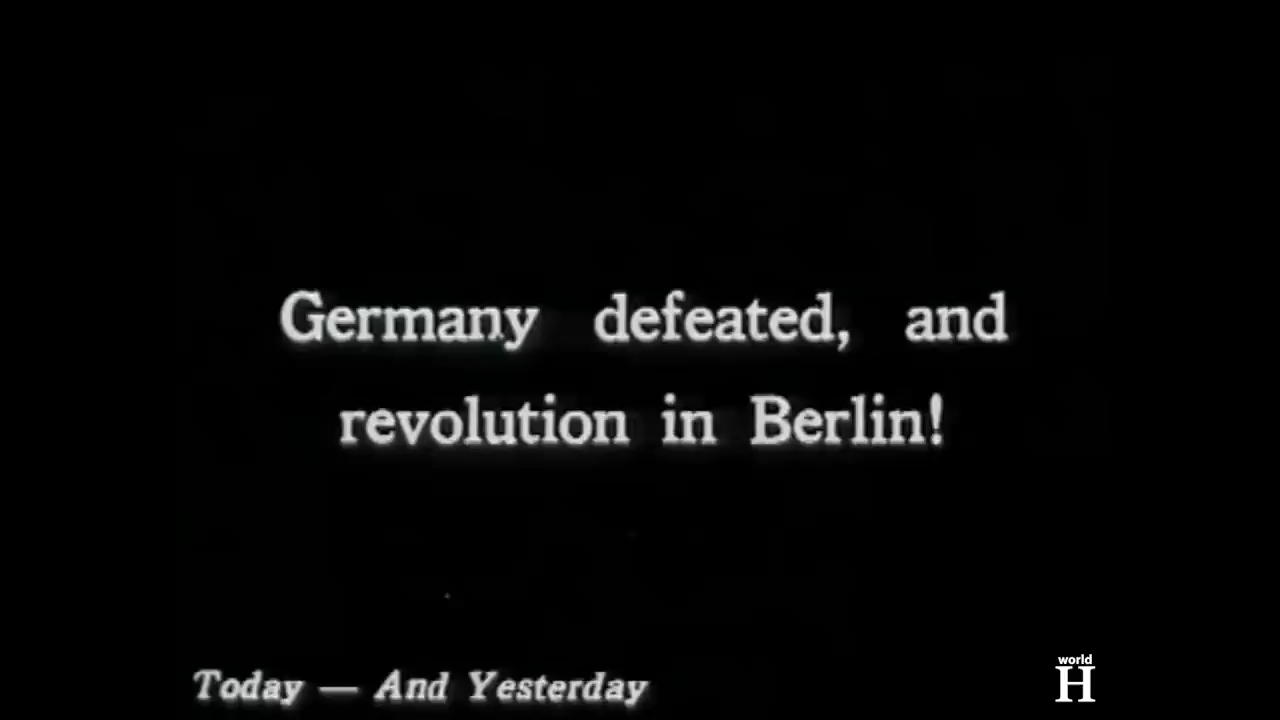 Germany defeated, and
revolution in Berlin!
Today — And Yesterday
world
H